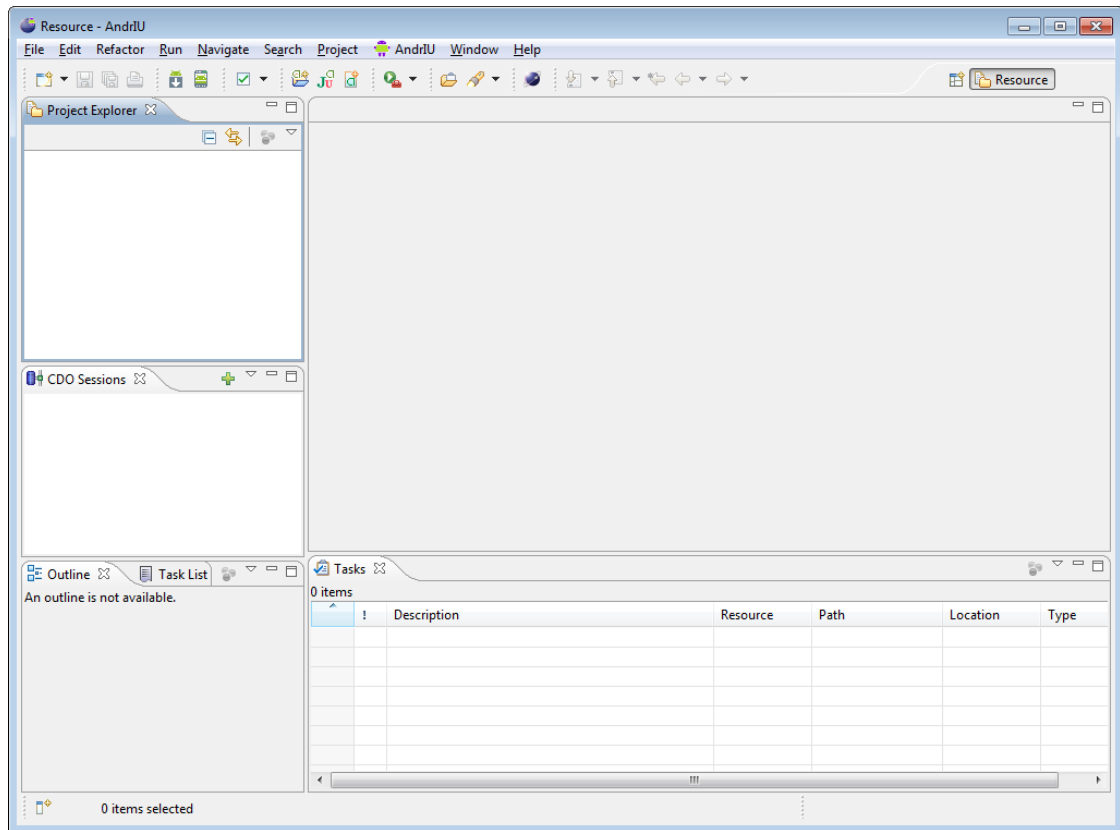 Resource - AndrIU
File Edit Refactor Run Navigate Search Project AndrIU Window Help
Resource
Project Explorer
CDO Sessions
Outline Task List
An outline is not available.
Tasks
0 items
! Description Resource Path Location Type
0 items selected